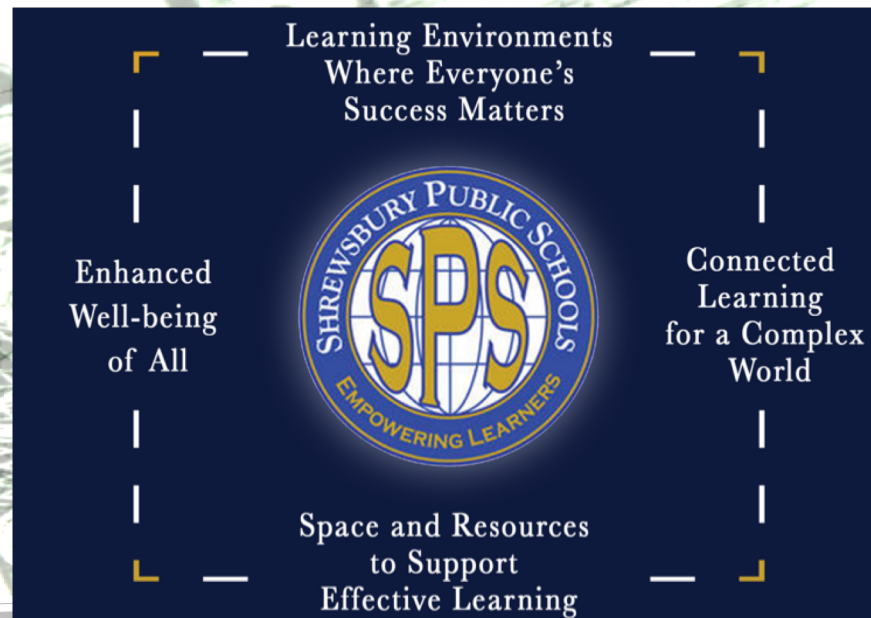 Learning Environments
Where Everyone's
Success Matters
Enhanced
Well-being
of All
SHREWSBURY PUBLIC SCHOOLS
SPS
EMPOWERING LEARNERS
Connected
Learning
for a Complex
World
Space and Resources
to Support
Effective Learning